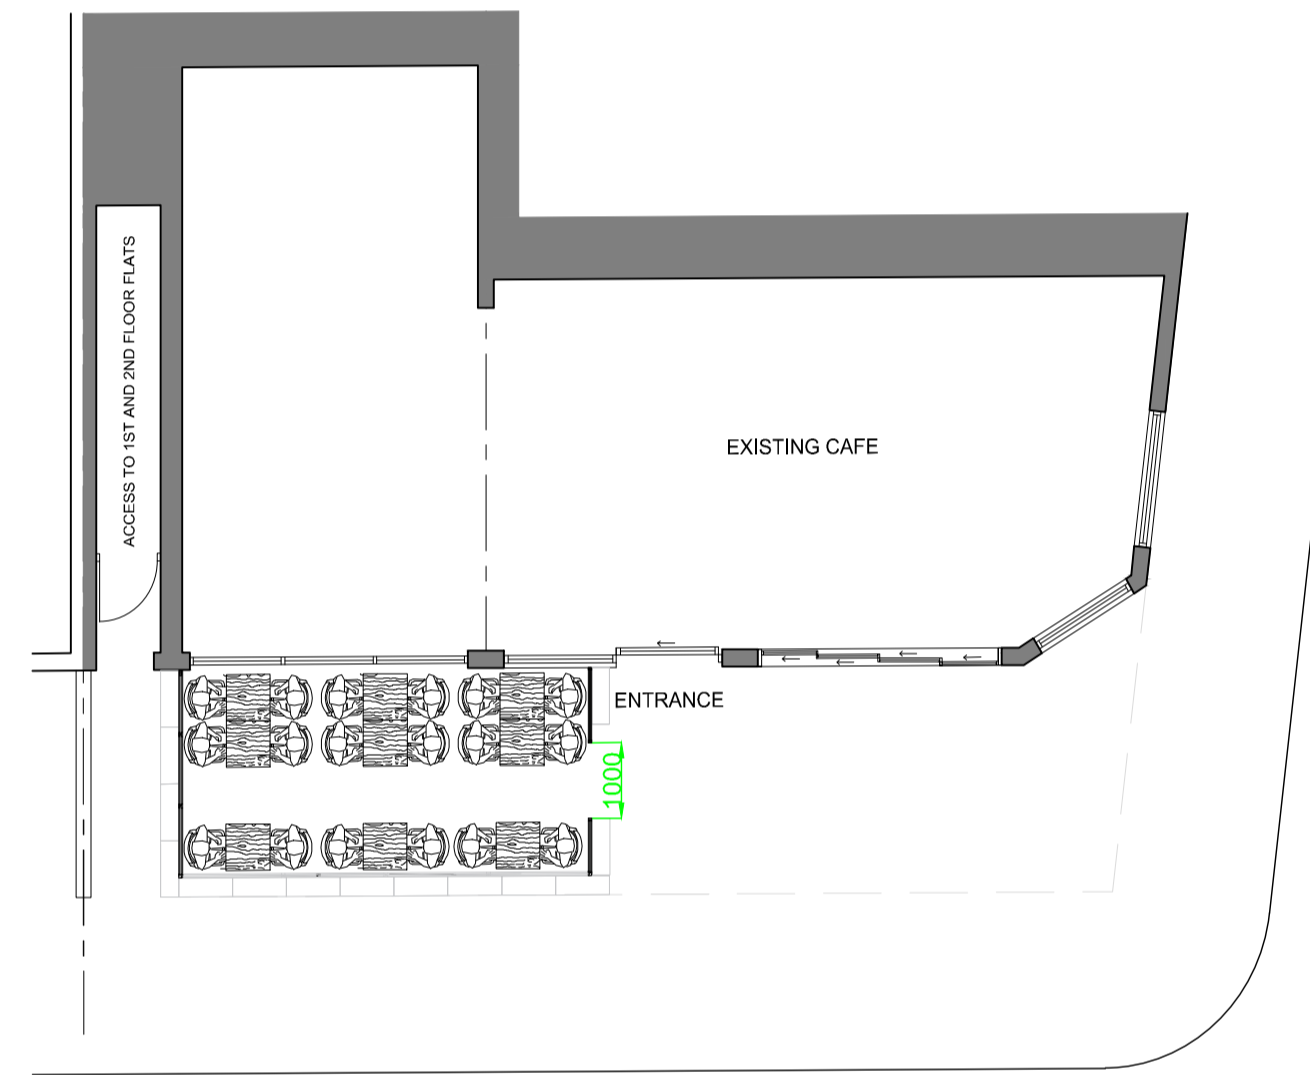 ACCESS TO 1ST AND 2ND FLOOR FLATS
EXISTING CAFE
ENTRANCE
1000